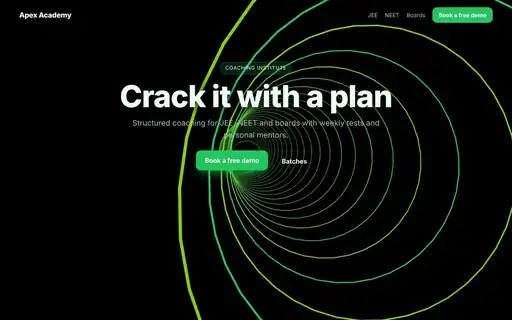 Apex Academy
JEE NEET Boards Book a free demo
COACHING INSTITUTE
Crack it with a plan
Structured coaching for JEE, NEET and boards with weekly tests and
personal mentors.
Book a free demo Batches